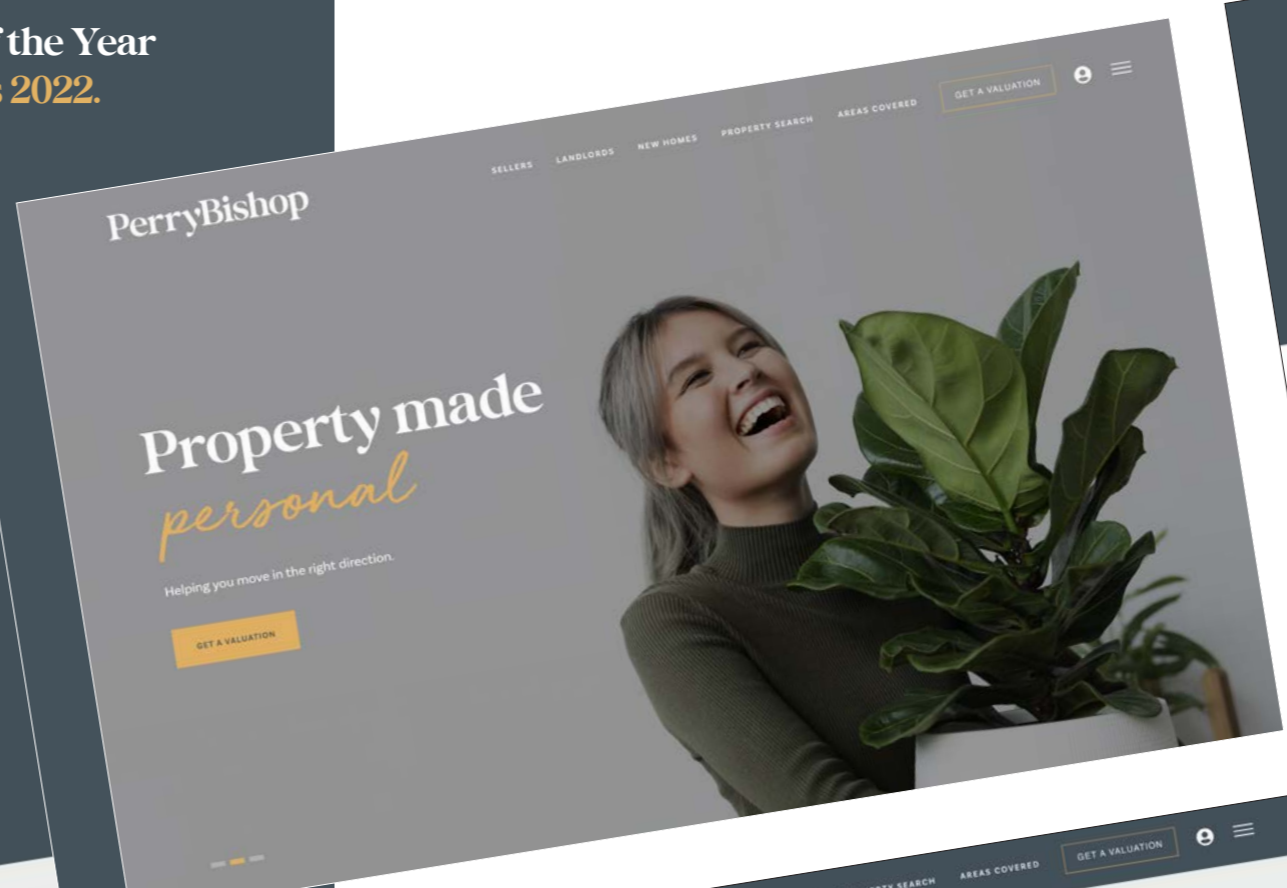 the Year
2022.
SELLERS LANDLORDS NEW HOMES PROPERTY SEARCH AREAS COVERED GET A VALUATION
PerryBishop
Property made
personal
Helping you move in the right direction.
GET A VALUATION
SEARCH AREAS COVERED GET A VALUATION